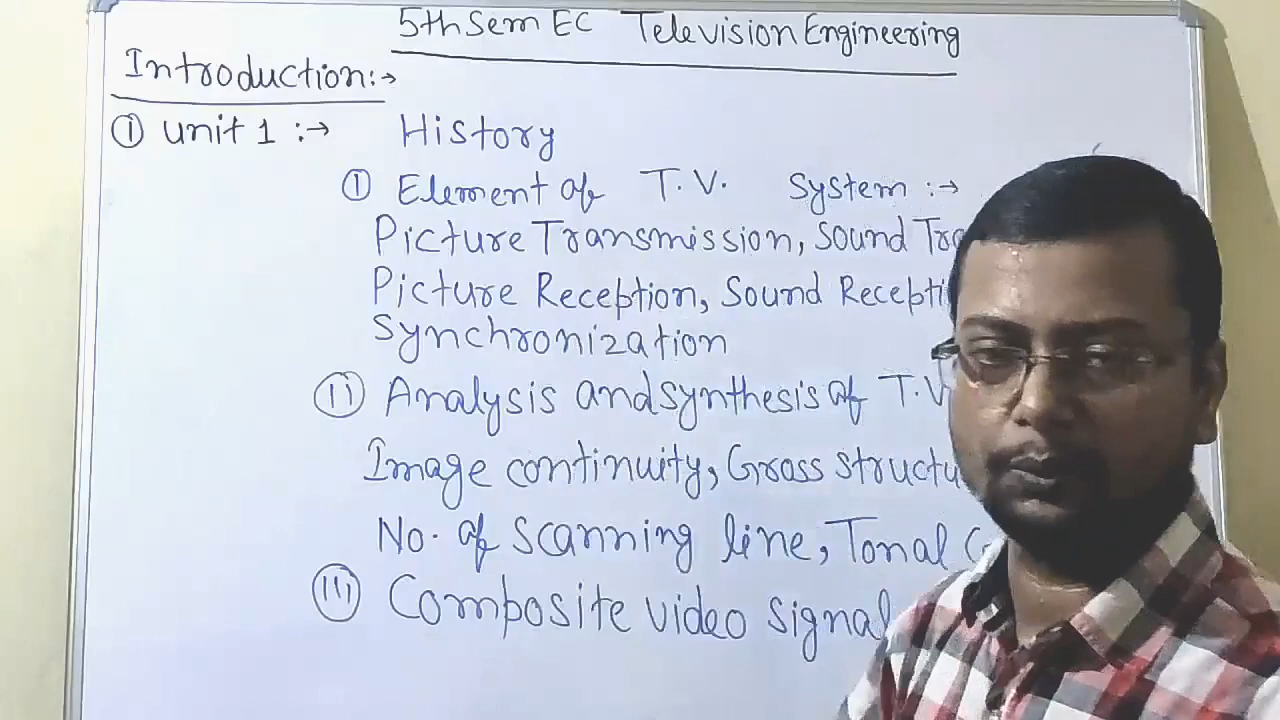 5th Sem EC Television Engineering
Introduction:→
① Unit 1 :→ History
① Element of T.V. System :→
Picture Transmission, Sound
Picture Reception, Sound
Synchronization
(ii) Analysis and synthesis of T.V
Image continuity, Gross
No. of Scanning line, Tonal
(iii) Composite video signal